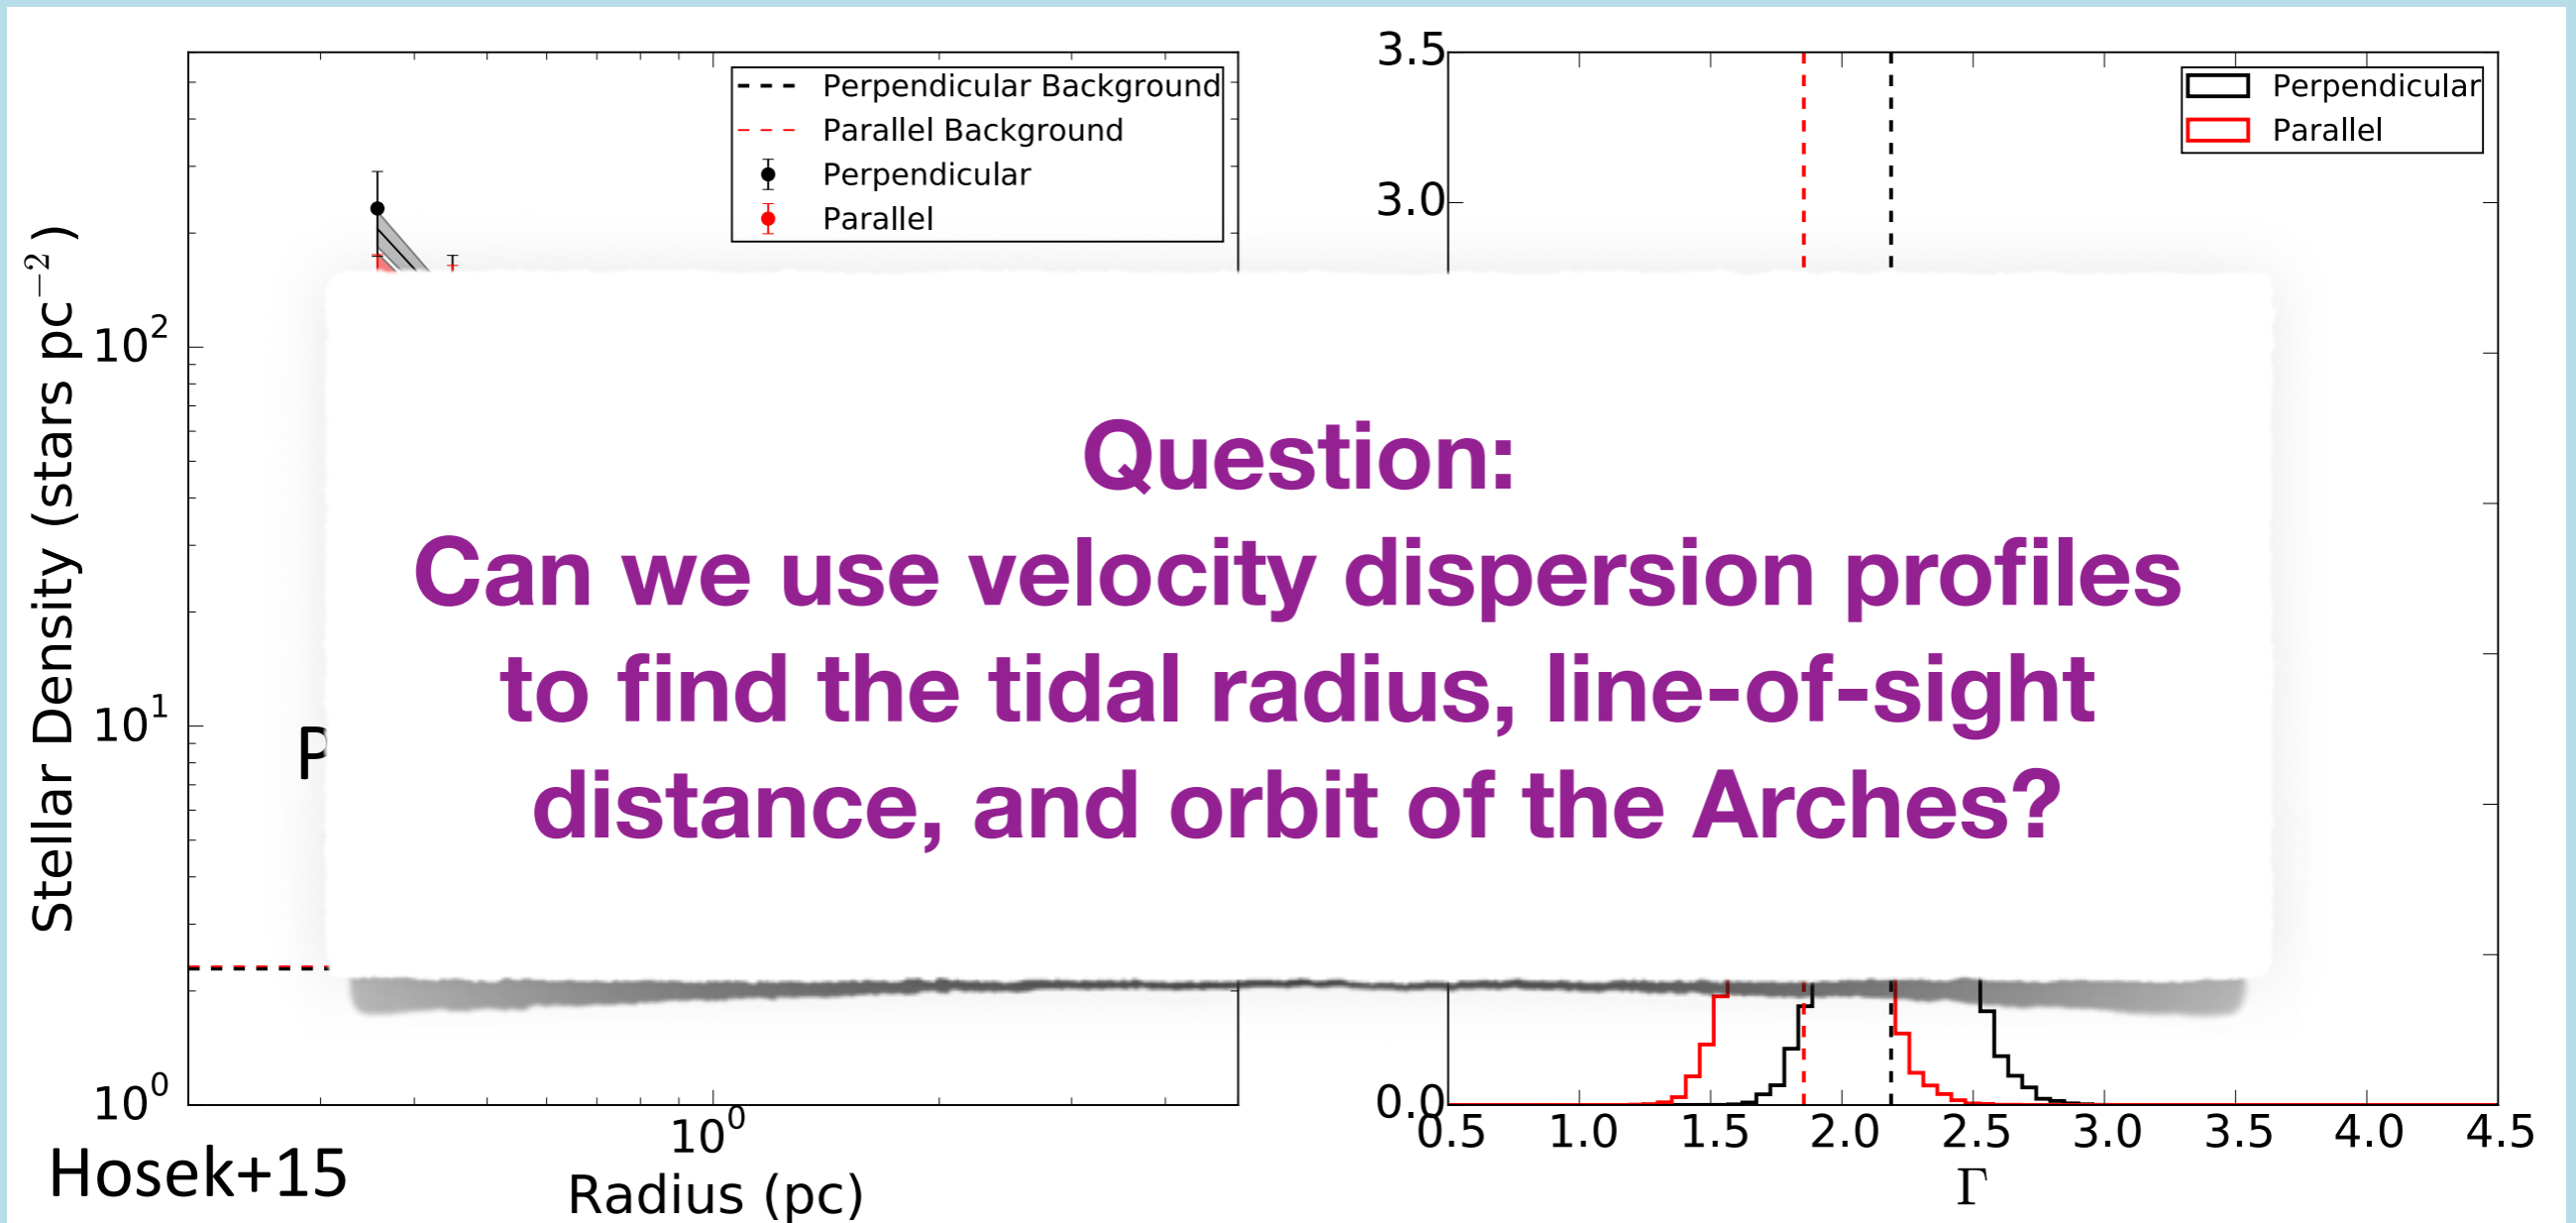 Perpendicular Background
Parallel Background
Perpendicular
Parallel
Stellar Density (stars pc⁻²)
10²
10¹
10⁰
10⁰
Radius (pc)
Hosek+15
3.5
3.0
0.0
Perpendicular
Parallel
0.5 1.0 1.5 2.0 2.5 3.0 3.5 4.0 4.5
Γ
Question:
Can we use velocity dispersion profiles
to find the tidal radius, line-of-sight
distance, and orbit of the Arches?